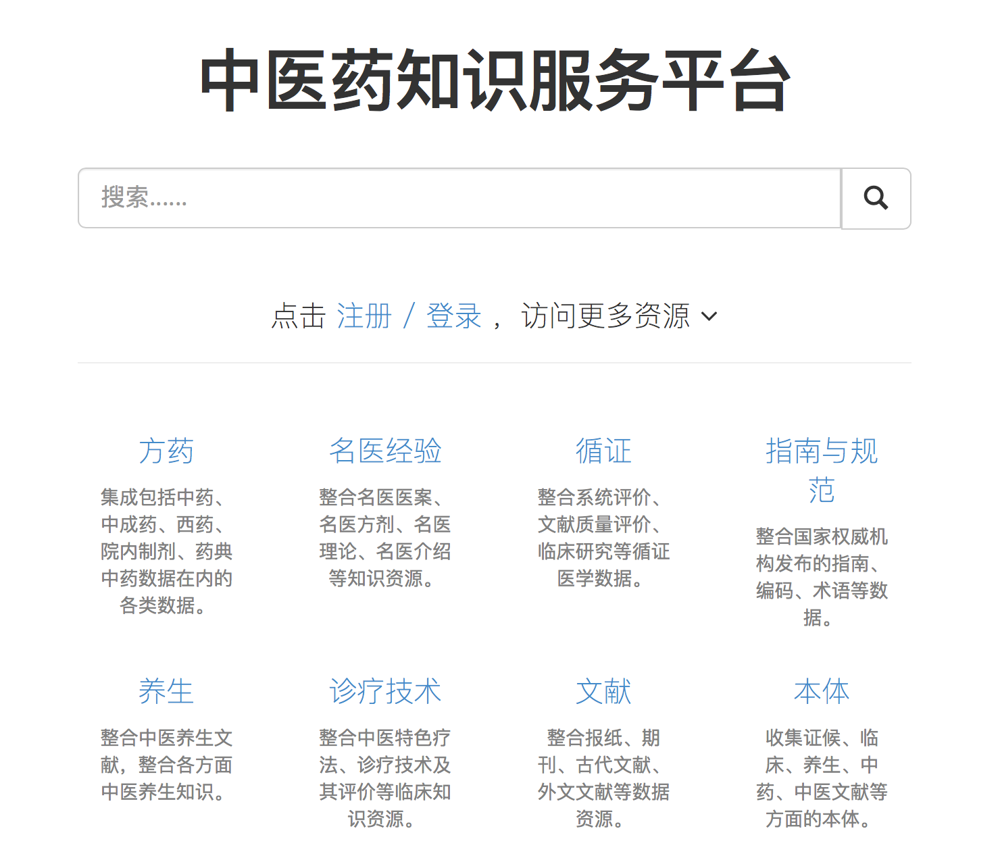 中医药知识服务平台
搜索......
点击 注册 / 登录 ，访问更多资源
方药
集成包括中药、
中成药、西药、
院内制剂、药典
中药数据在内的
各类数据。
名医经验
整合名医医案、
名医方剂、名医
理论、名医介绍
等知识资源。
循证
整合系统评价、
文献质量评价、
临床研究等循证
医学数据。
指南与规
范
整合国家权威机
构发布的指南、
编码、术语等数
据。
养生
整合中医养生文
献，整合各方面
中医养生知识。
诊疗技术
整合中医特色疗
法、诊疗技术及
其评价等临床知
识资源。
文献
整合报纸、期
刊、古代文献、
外文文献等数据
资源。
本体
收集证候、临
床、养生、中
药、中医文献等
方面的本体。